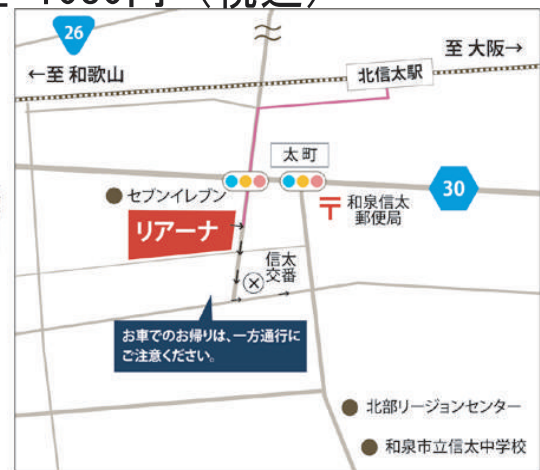 26
至 大阪→
←至 和歌山
北信太駅
太町
セブンイレブン
30
〒 和泉信太
郵便局
リアーナ
信太
交番
お車でのお帰りは、一方通行に
ご注意ください。
北部リージョンセンター
和泉市立信太中学校